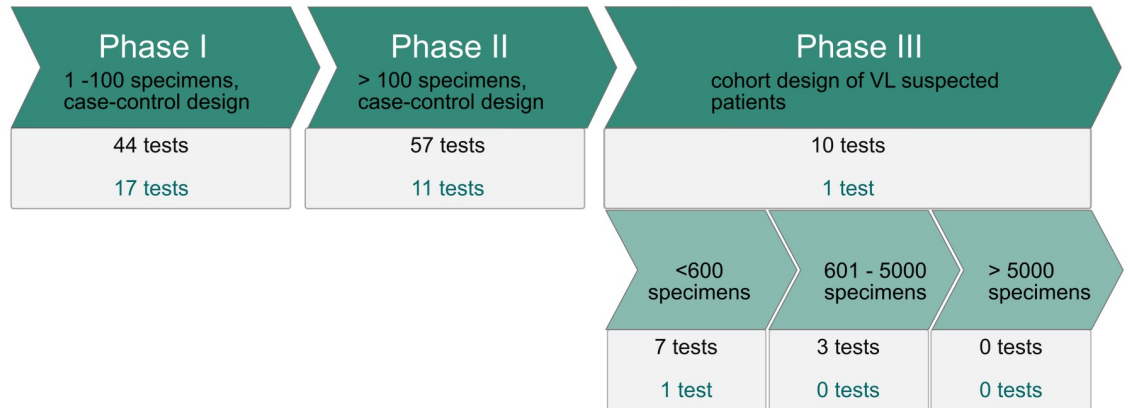 Phase I
1 -100 specimens,
case-control design
44 tests
17 tests
Phase II
> 100 specimens,
case-control design
57 tests
11 tests
Phase III
cohort design of VL suspected
patients
10 tests
1 test
<600
specimens
7 tests
1 test
601 - 5000
specimens
3 tests
0 tests
> 5000
specimens
0 tests
0 tests